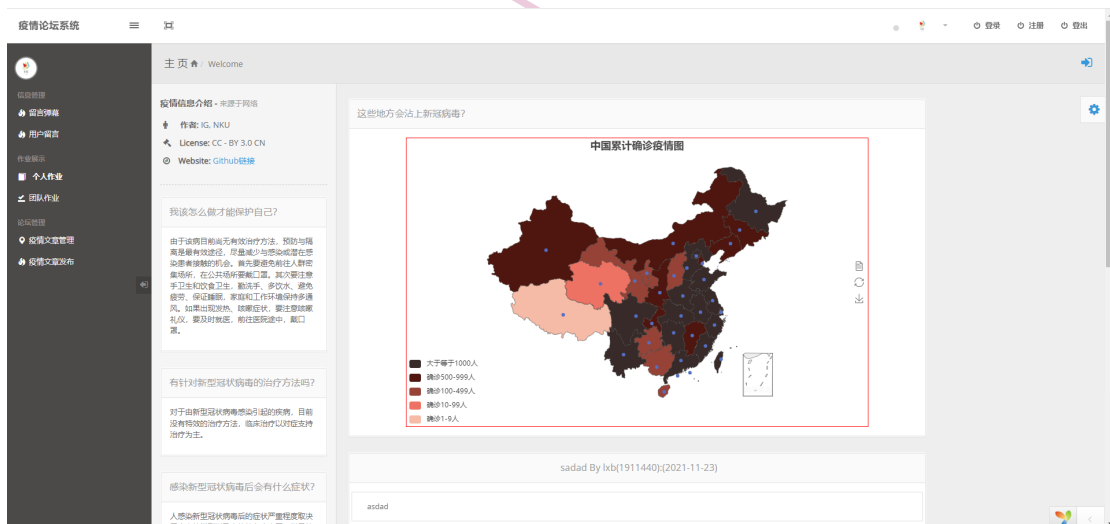 疫情论坛系统
登录 注册 登出
主页 / Welcome
信息管理
留言弹幕
用户留言
作业展示
个人作业
团队作业
论坛管理
疫情文章管理
疫情文章发布
疫情信息介绍 - 来源于网络
作者: IG, NKU
License: CC - BY 3.0 CN
Website: Github链接
我该怎么做才能保护自己?
由于该病目前尚无有效治疗方法，预防与隔
离是最有效途径，尽量减少与感染或潜在感
染患者接触的机会。首先要避免前往人群密
集场所，在公共场所要戴口罩。其次要注意
手卫生和饮食卫生，勤洗手、多饮水、避免
疲劳、保证睡眠，家庭和工作环境保持多通
风。如果出现发热、咳嗽症状，要注意咳嗽
礼仪，要及时就医，前往医院途中，戴口
罩。
有针对新型冠状病毒的治疗方法吗?
对于由新型冠状病毒感染引起的疾病，目前
没有特效的治疗方法，临床治疗以对症支持
治疗为主。
感染新型冠状病毒后会有什么症状?
人感染新型冠状病毒后的症状严重程度取决
这些地方会沾上新冠病毒?
中国累计确诊疫情图
大于等于1000人
确诊500-999人
确诊100-499人
确诊10-99人
确诊1-9人
sadad By lxb(1911440):(2021-11-23)
asdad